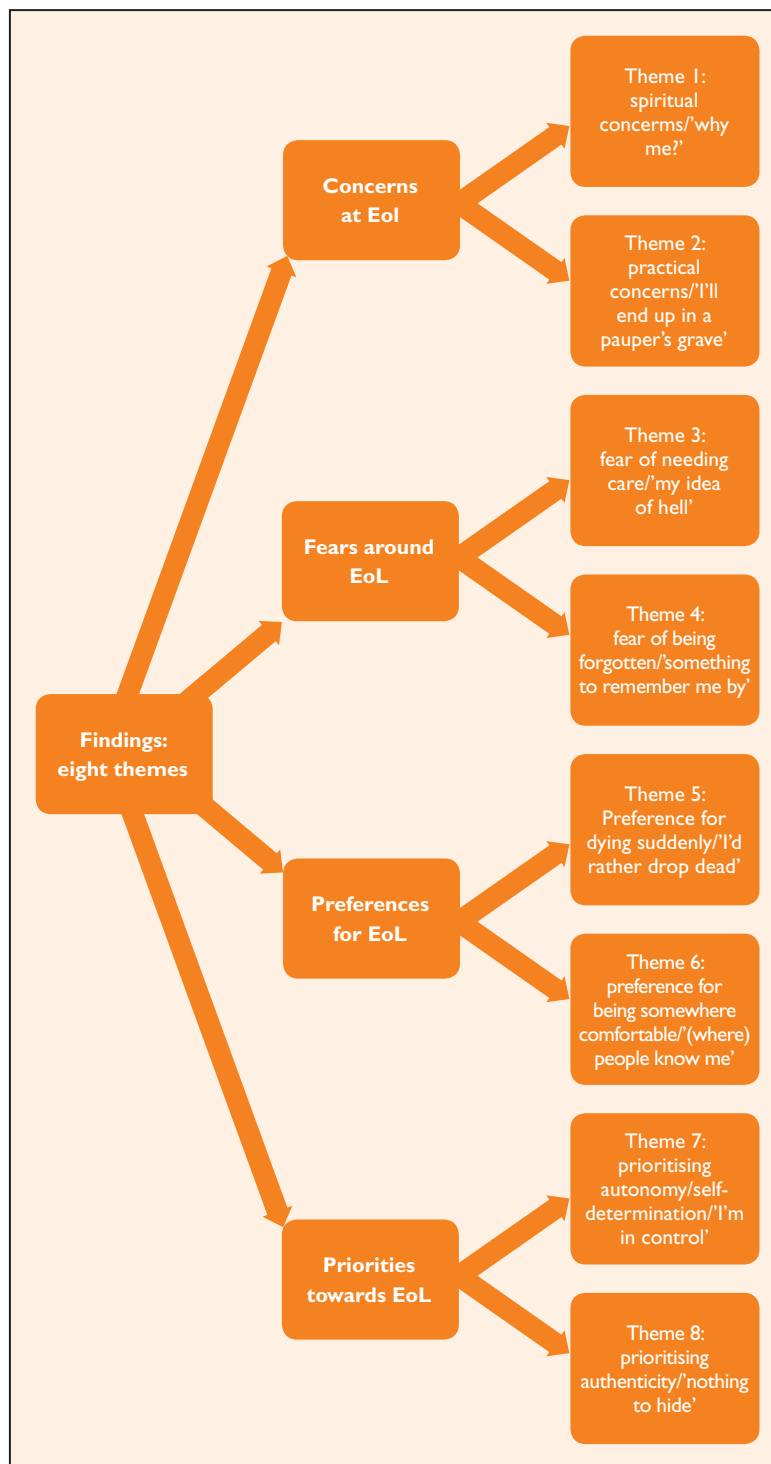 Findings:
eight themes
Concerns
at Eol
Theme 1:
spiritual
concerms/’why
me?’
Theme 2:
practical
concerns/’I’ll
end up in a
pauper’s grave’
Fears around
EoL
Theme 3:
fear of needing
care/’my idea
of hell’
Theme 4:
fear of being
forgotten/’something
to remember me by’
Preferences
for EoL
Theme 5:
Preference for
dying suddenly/’I’d
rather drop dead’
Theme 6:
preference for
being somewhere
comfortable/’(where)
people know me’
Priorities
towards EoL
Theme 7:
prioritising
autonomy/self-
determination/’I’m
in control’
Theme 8:
prioritising
authenticity/’nothing
to hide’